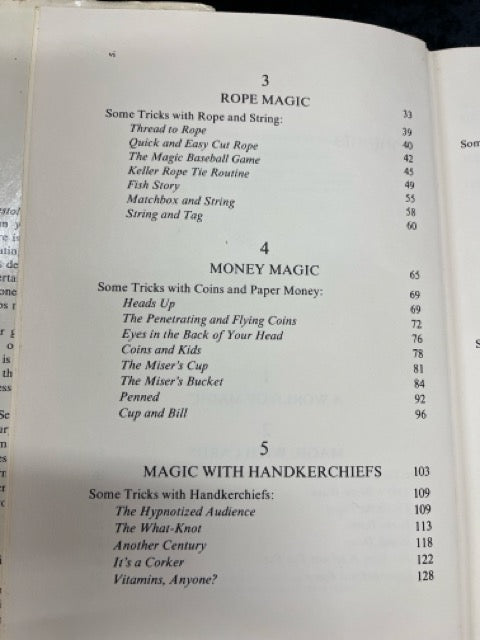 vi
3
ROPE MAGIC 33
Some Tricks with Rope and String: 39
Thread to Rope 40
Quick and Easy Cut Rope 42
The Magic Baseball Game 45
Keller Rope Tie Routine 49
Fish Story 55
Matchbox and String 58
String and Tag 60
4
MONEY MAGIC 65
Some Tricks with Coins and Paper Money: 69
Heads Up 69
The Penetrating and Flying Coins 72
Eyes in the Back of Your Head 76
Coins and Kids 78
The Miser's Cup 81
The Miser's Bucket 84
Penned 92
Cup and Bill 96
5
MAGIC WITH HANDKERCHIEFS 103
Some Tricks with Handkerchiefs: 109
The Hypnotized Audience 109
The What-Knot 113
Another Century 118
It's a Corker 122
Vitamins, Anyone? 128
Som